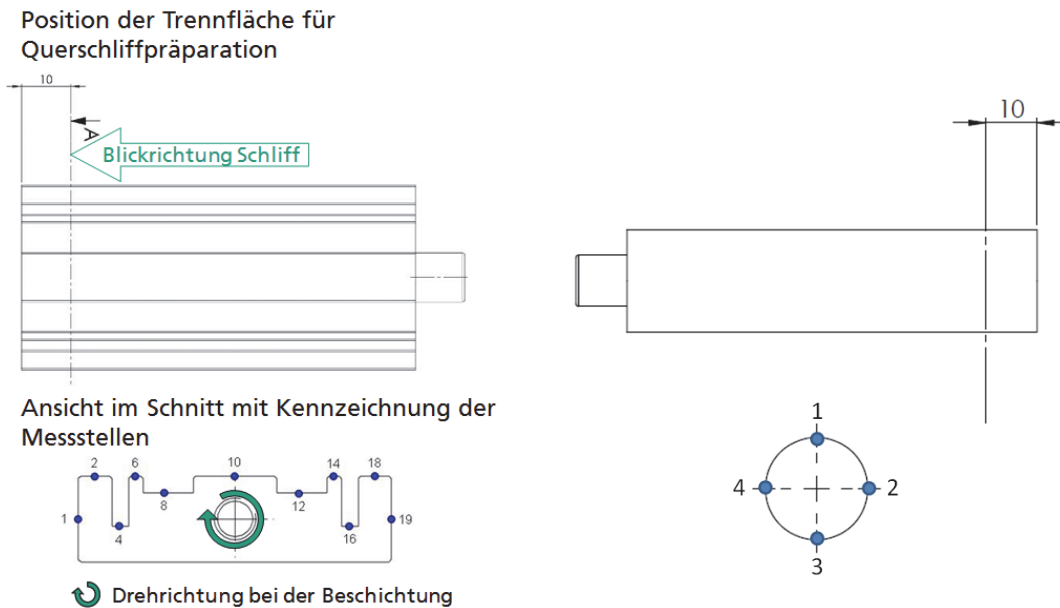 Position der Trennfläche für
Querschliffpräparation
10
A
Blickrichtung Schliff
10
Ansicht im Schnitt mit Kennzeichnung der
Messstellen
2
6
10
14
18
8
12
1
19
4
16
Drehrichtung bei der Beschichtung
1
4
2
3